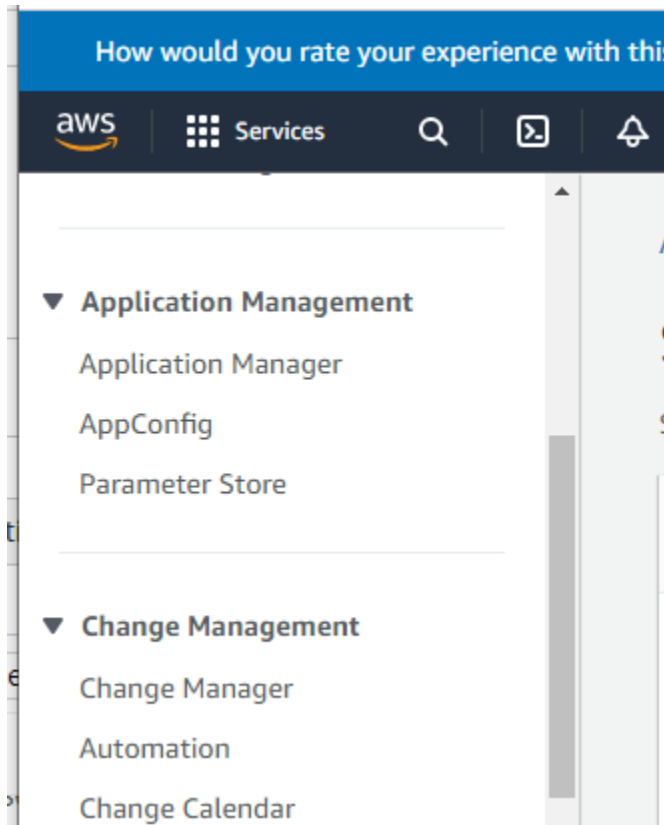 How would you rate your experience with this
aws
Services
Application Management
Application Manager
AppConfig
Parameter Store
Change Management
Change Manager
Automation
Change Calendar